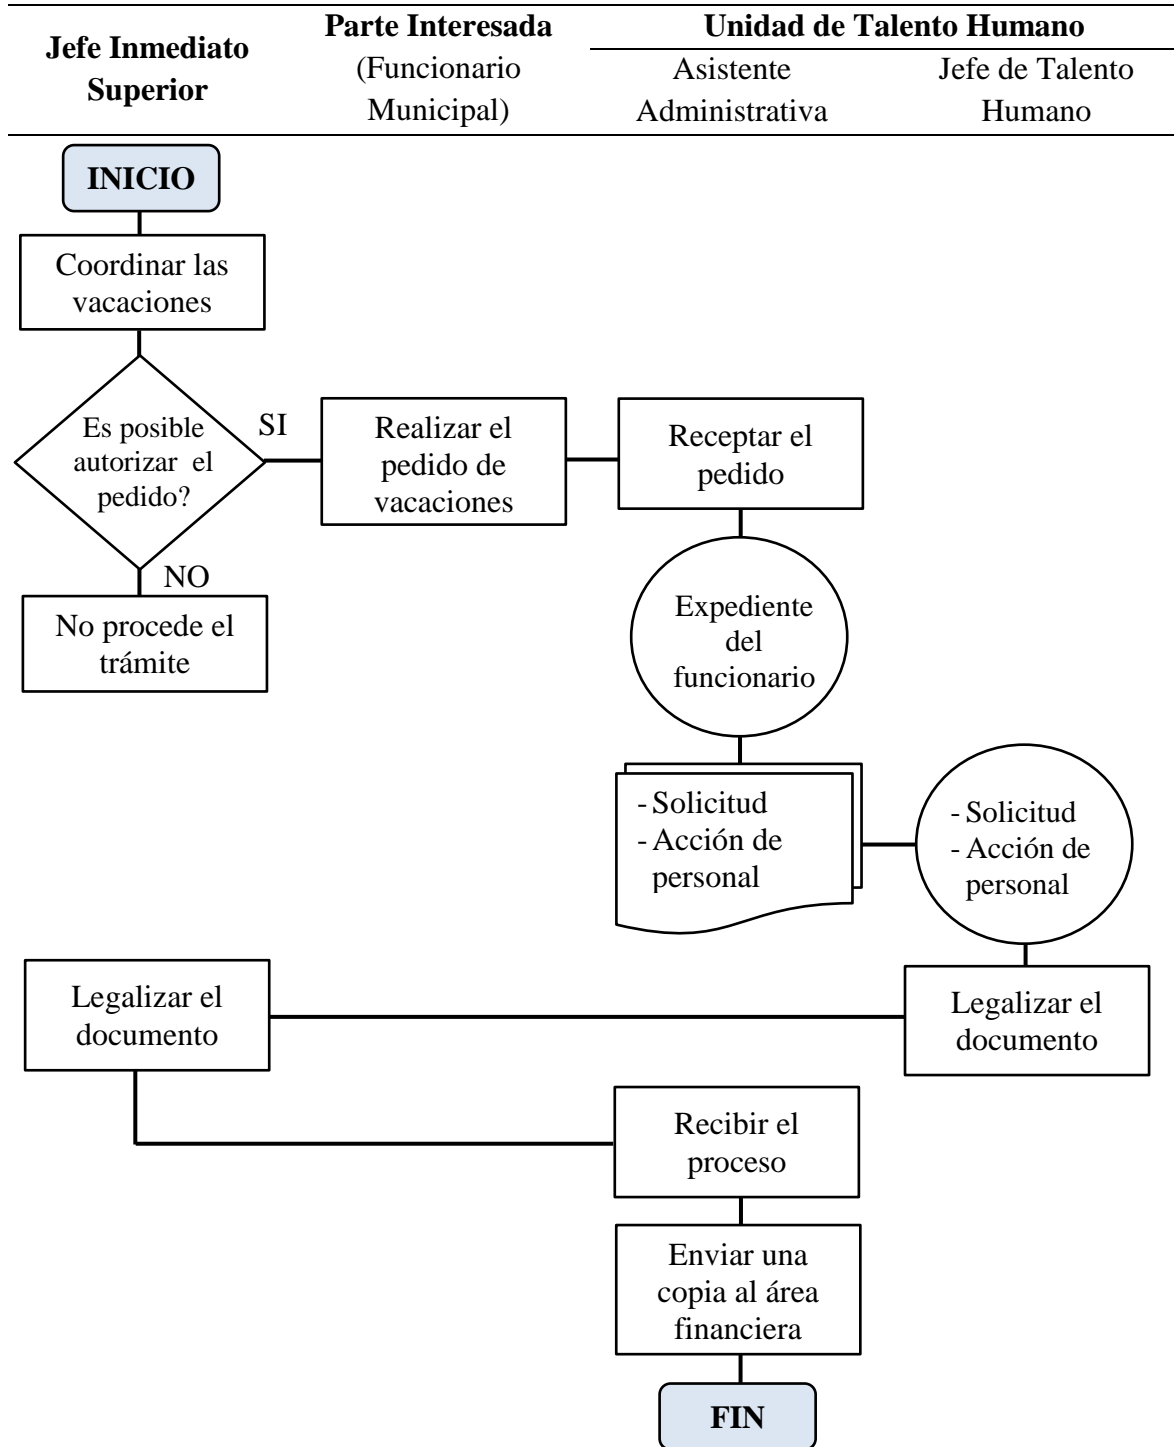 Jefe Inmediato
Superior
Parte Interesada
(Funcionario
Municipal)
Unidad de Talento Humano
Asistente
Administrativa
Jefe de Talento
Humano
INICIO
Coordinar las
vacaciones
Es posible
autorizar el
pedido?
SI
Realizar el
pedido de
vacaciones
Receptar el
pedido
NO
No procede el
trámite
Expediente
del
funcionario
- Solicitud
- Acción de
personal
- Solicitud
- Acción de
personal
Legalizar el
documento
Legalizar el
documento
Recibir el
proceso
Enviar una
copia al área
financiera
FIN